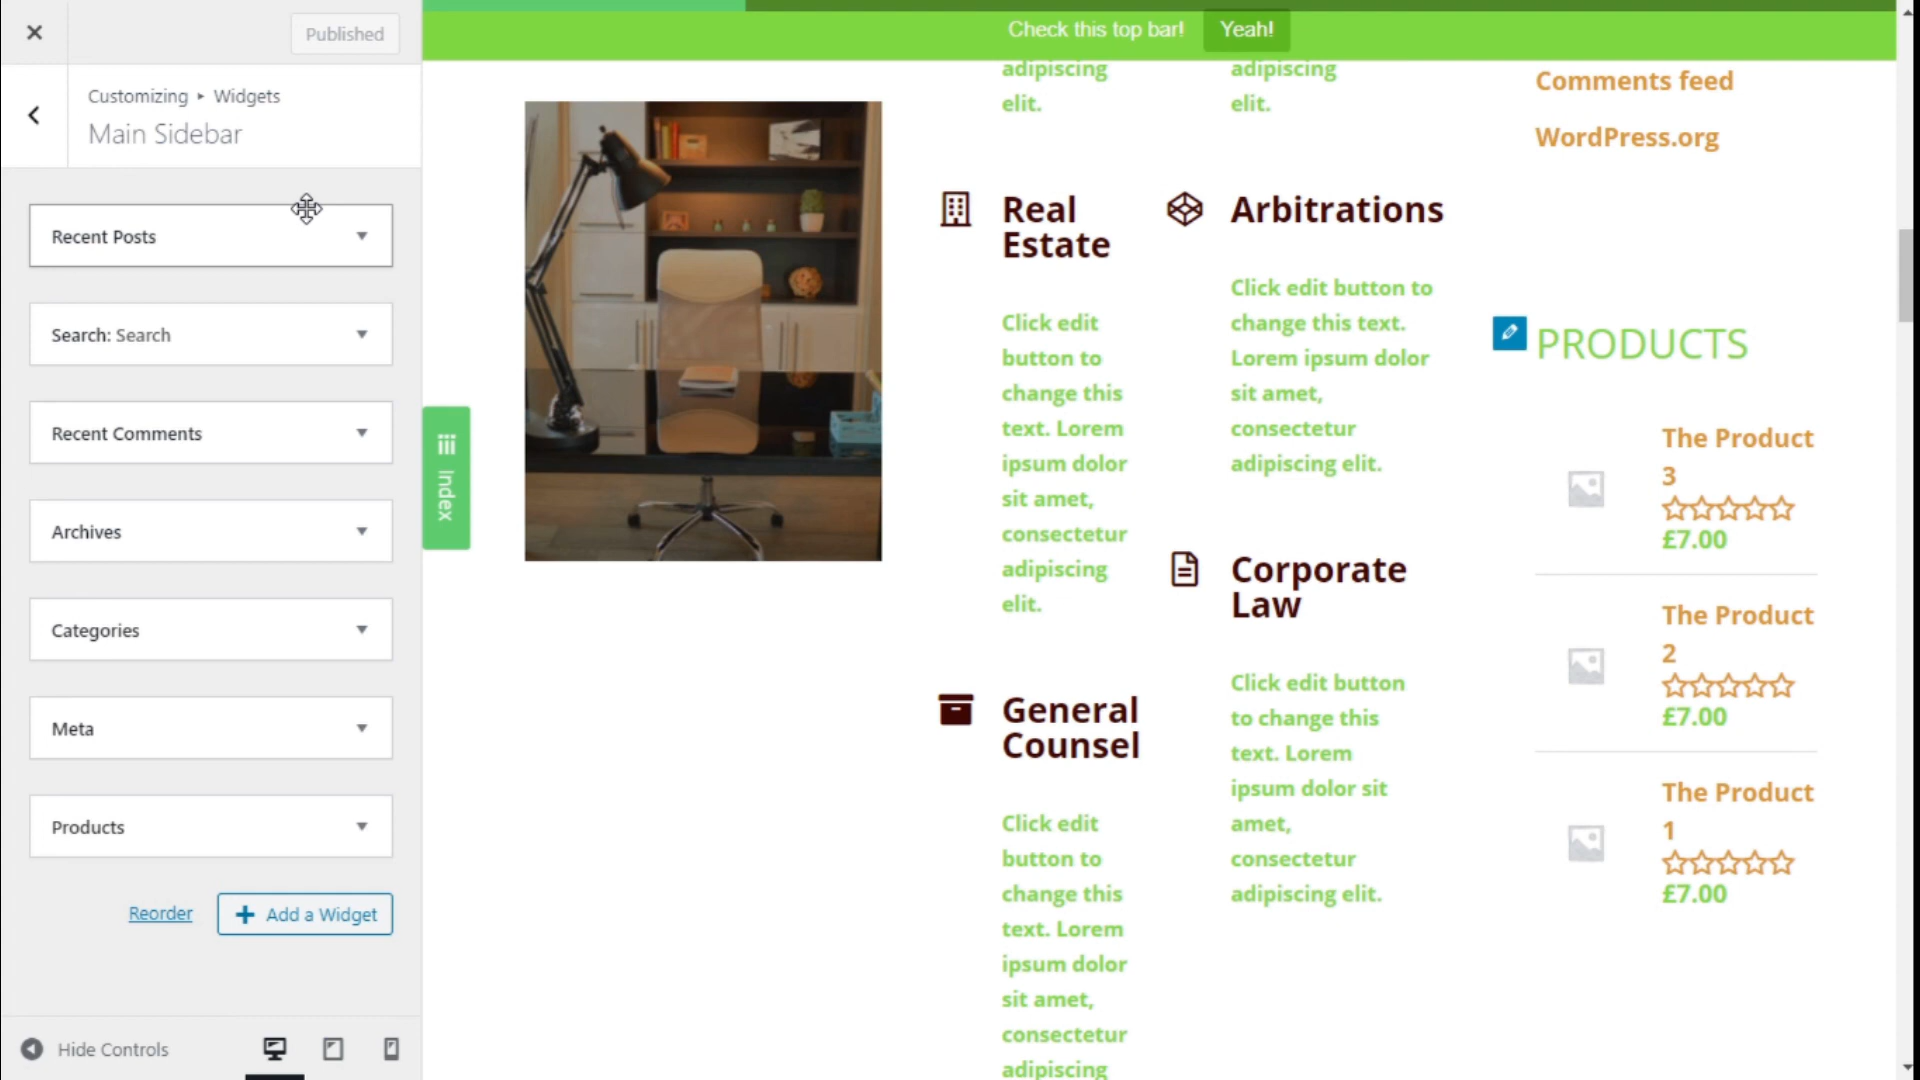 Published
Customizing ▸ Widgets
Main Sidebar
Recent Posts
Search: Search
Recent Comments
Archives
Categories
Meta
Products
Reorder
Add a Widget
Hide Controls
Check this top bar!
Yeah!
Index
adipiscing
elit.
Real
Estate
Click edit
button to
change this
text. Lorem
ipsum dolor
sit amet,
consectetur
adipiscing
elit.
General
Counsel
Click edit
button to
change this
text. Lorem
ipsum dolor
sit amet,
consectetur
adipiscing
adipiscing
elit.
Arbitrations
Click edit button to
change this text.
Lorem ipsum dolor
sit amet,
consectetur
adipiscing elit.
Corporate
Law
Click edit button
to change this
text. Lorem
ipsum dolor sit
amet,
consectetur
adipiscing elit.
Comments feed
WordPress.org
PRODUCTS
The Product
3
£7.00
The Product
2
£7.00
The Product
1
£7.00